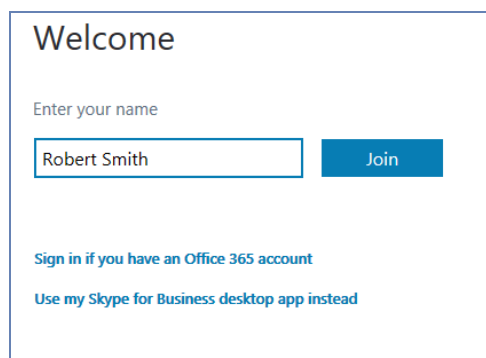 Welcome
Enter your name
Robert Smith
Join
Sign in if you have an Office 365 account
Use my Skype for Business desktop app instead